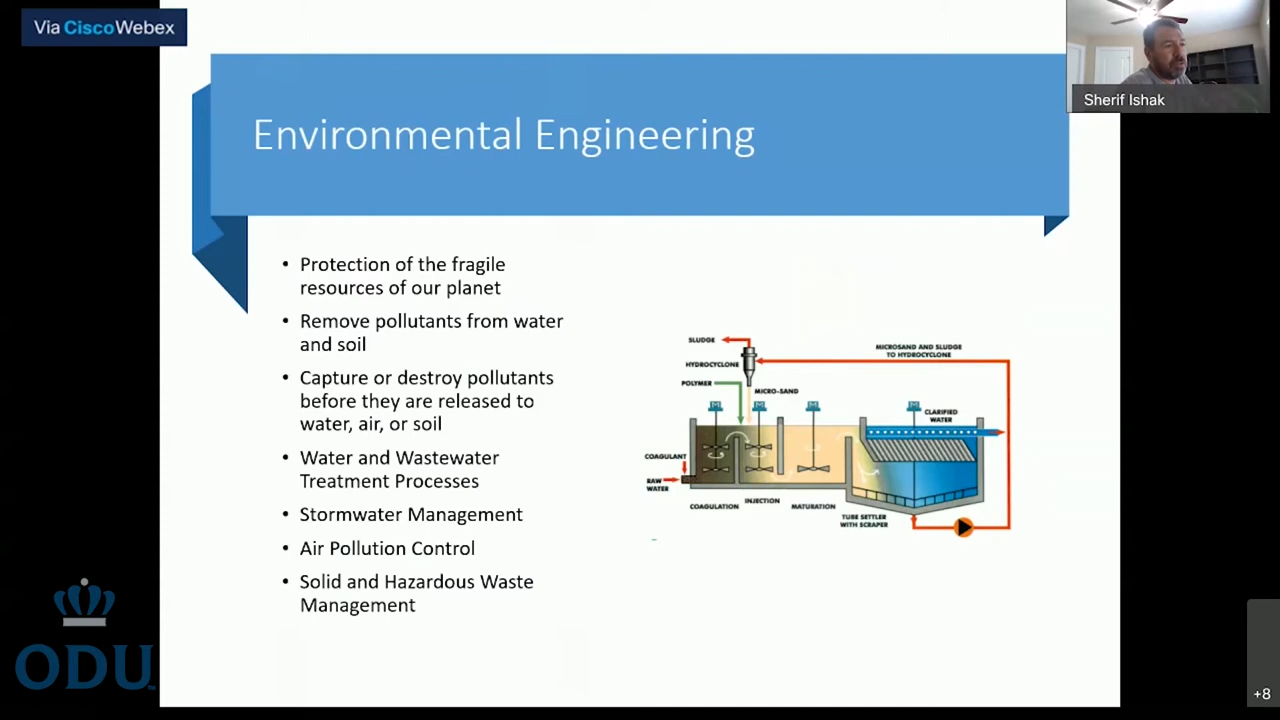 Via CiscoWebex
Sherif Ishak
Environmental Engineering
• Protection of the fragile
resources of our planet
• Remove pollutants from water
and soil
• Capture or destroy pollutants
before they are released to
water, air, or soil
• Water and Wastewater
Treatment Processes
• Stormwater Management
• Air Pollution Control
• Solid and Hazardous Waste
Management
SLUDGE
HYDROCYCLONE
POLYMER
MICRO-SAND
MICROSAND AND SLUDGE
TO HYDROCYCLONE
CLARIFIED
WATER
COAGULANT
RAW
WATER
COAGULATION
INJECTION
MATURATION
TUBE SETTLER
WITH SCRAPER
ODU
+8